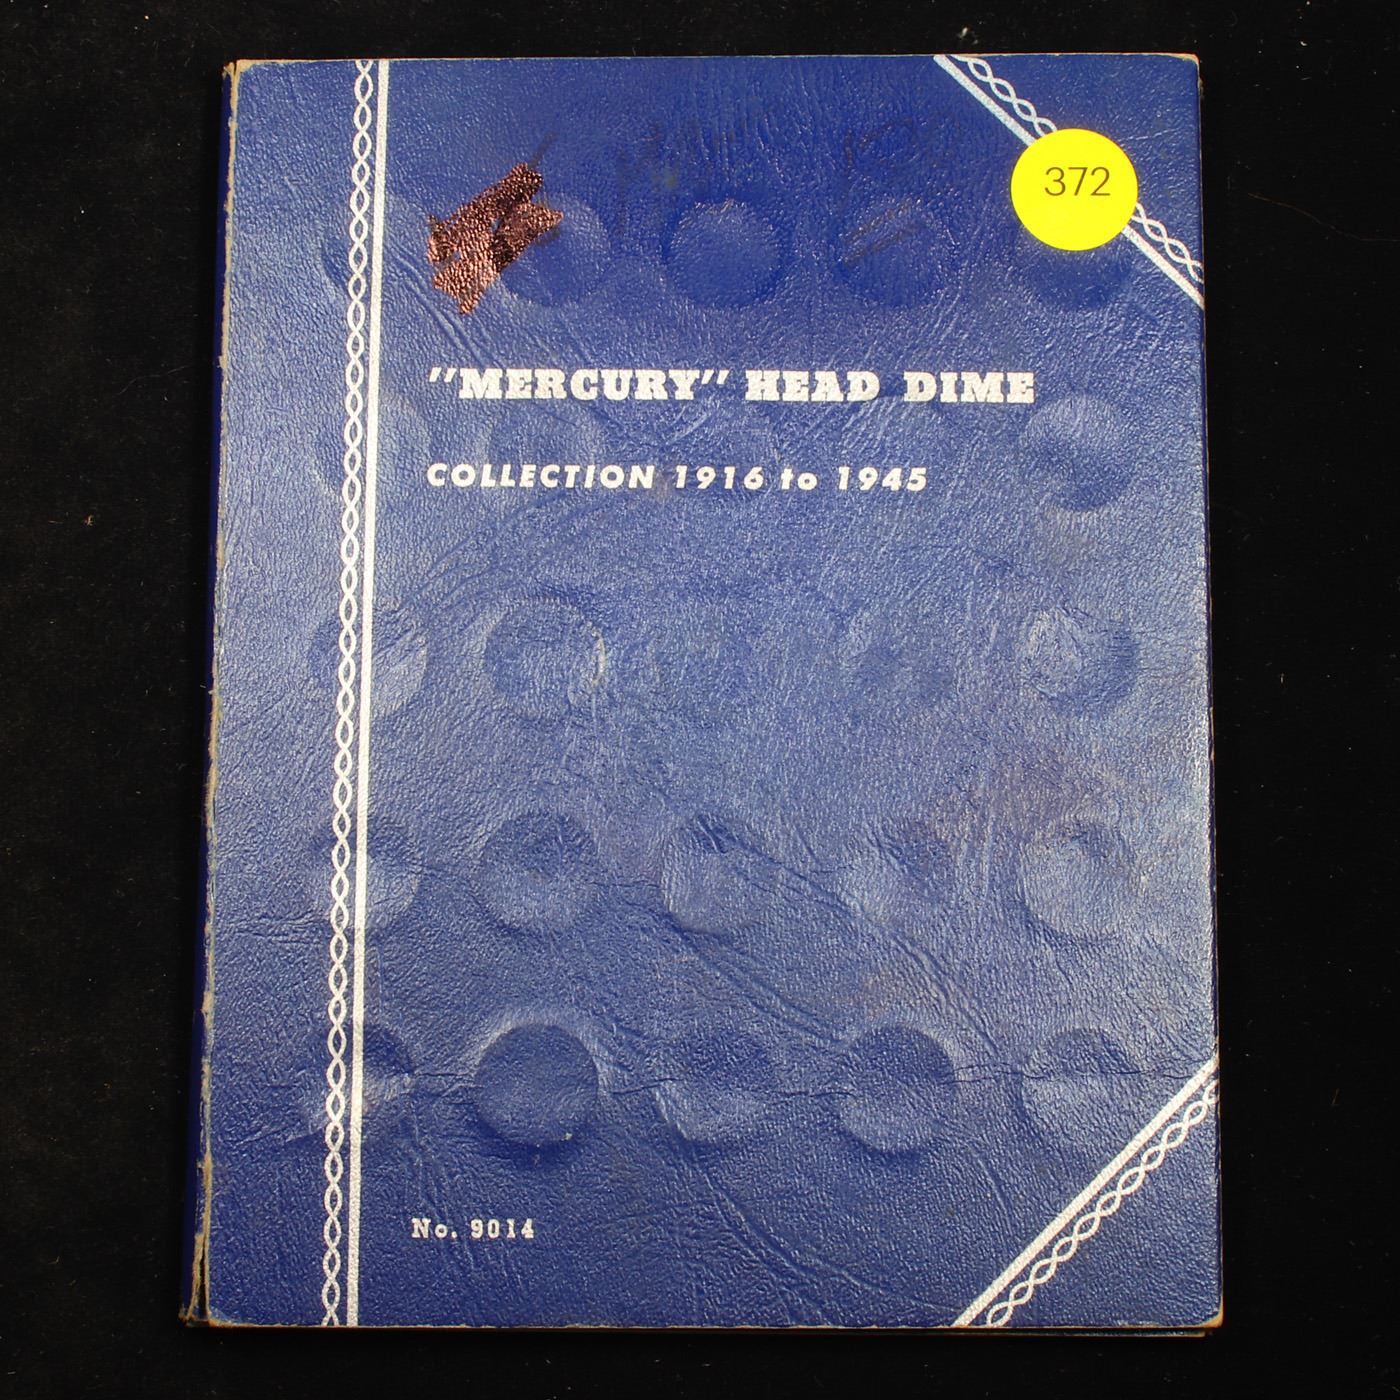 372
"MERCURY" HEAD DIME
COLLECTION 1916 to 1945
No. 9014